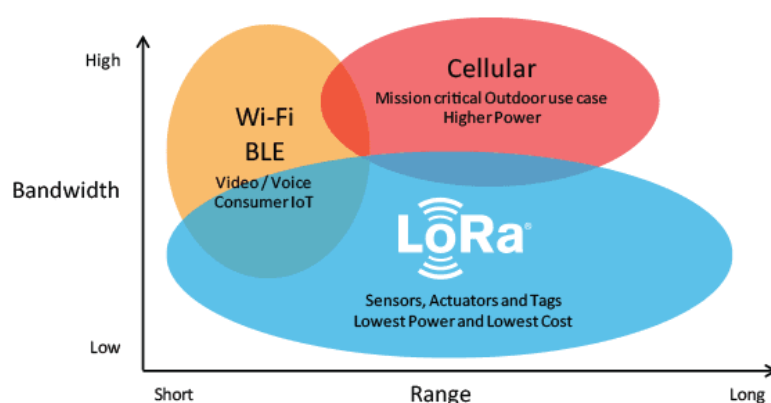 High
Bandwidth
Low
Wi-Fi
BLE
Video / Voice
Consumer IoT
Cellular
Mission critical Outdoor use case
Higher Power
LoRa®
Sensors, Actuators and Tags
Lowest Power and Lowest Cost
Short
Range
Long